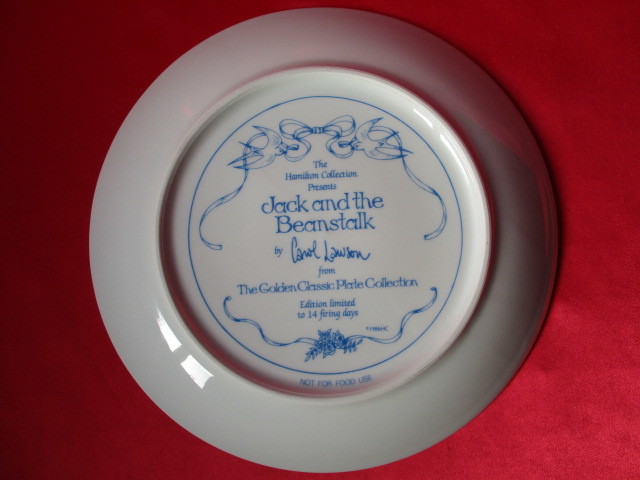 The
Hamilton Collection
Presents
Jack and the
Beanstalk
by Carol Lawson
from
The Golden Classic Plate Collection
Edition limited
to 14 firing days
NOT FOR FOOD USE